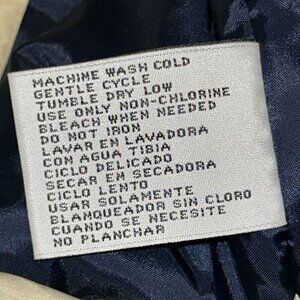 MACHINE WASH COLD
GENTLE CYCLE
TUMBLE DRY LOW
USE ONLY NON-CHLORINE
BLEACH WHEN NEEDED
DO NOT IRON
LAVAR EN LAVADORA
CON AGUA TIBIA
CICLO DELICADO
SECAR EN SECADORA
CICLO LENTO
USAR SOLAMENTE
BLANQUEADOR SIN CLORO
CUANDO SE NECESITE
NO PLANCHAR